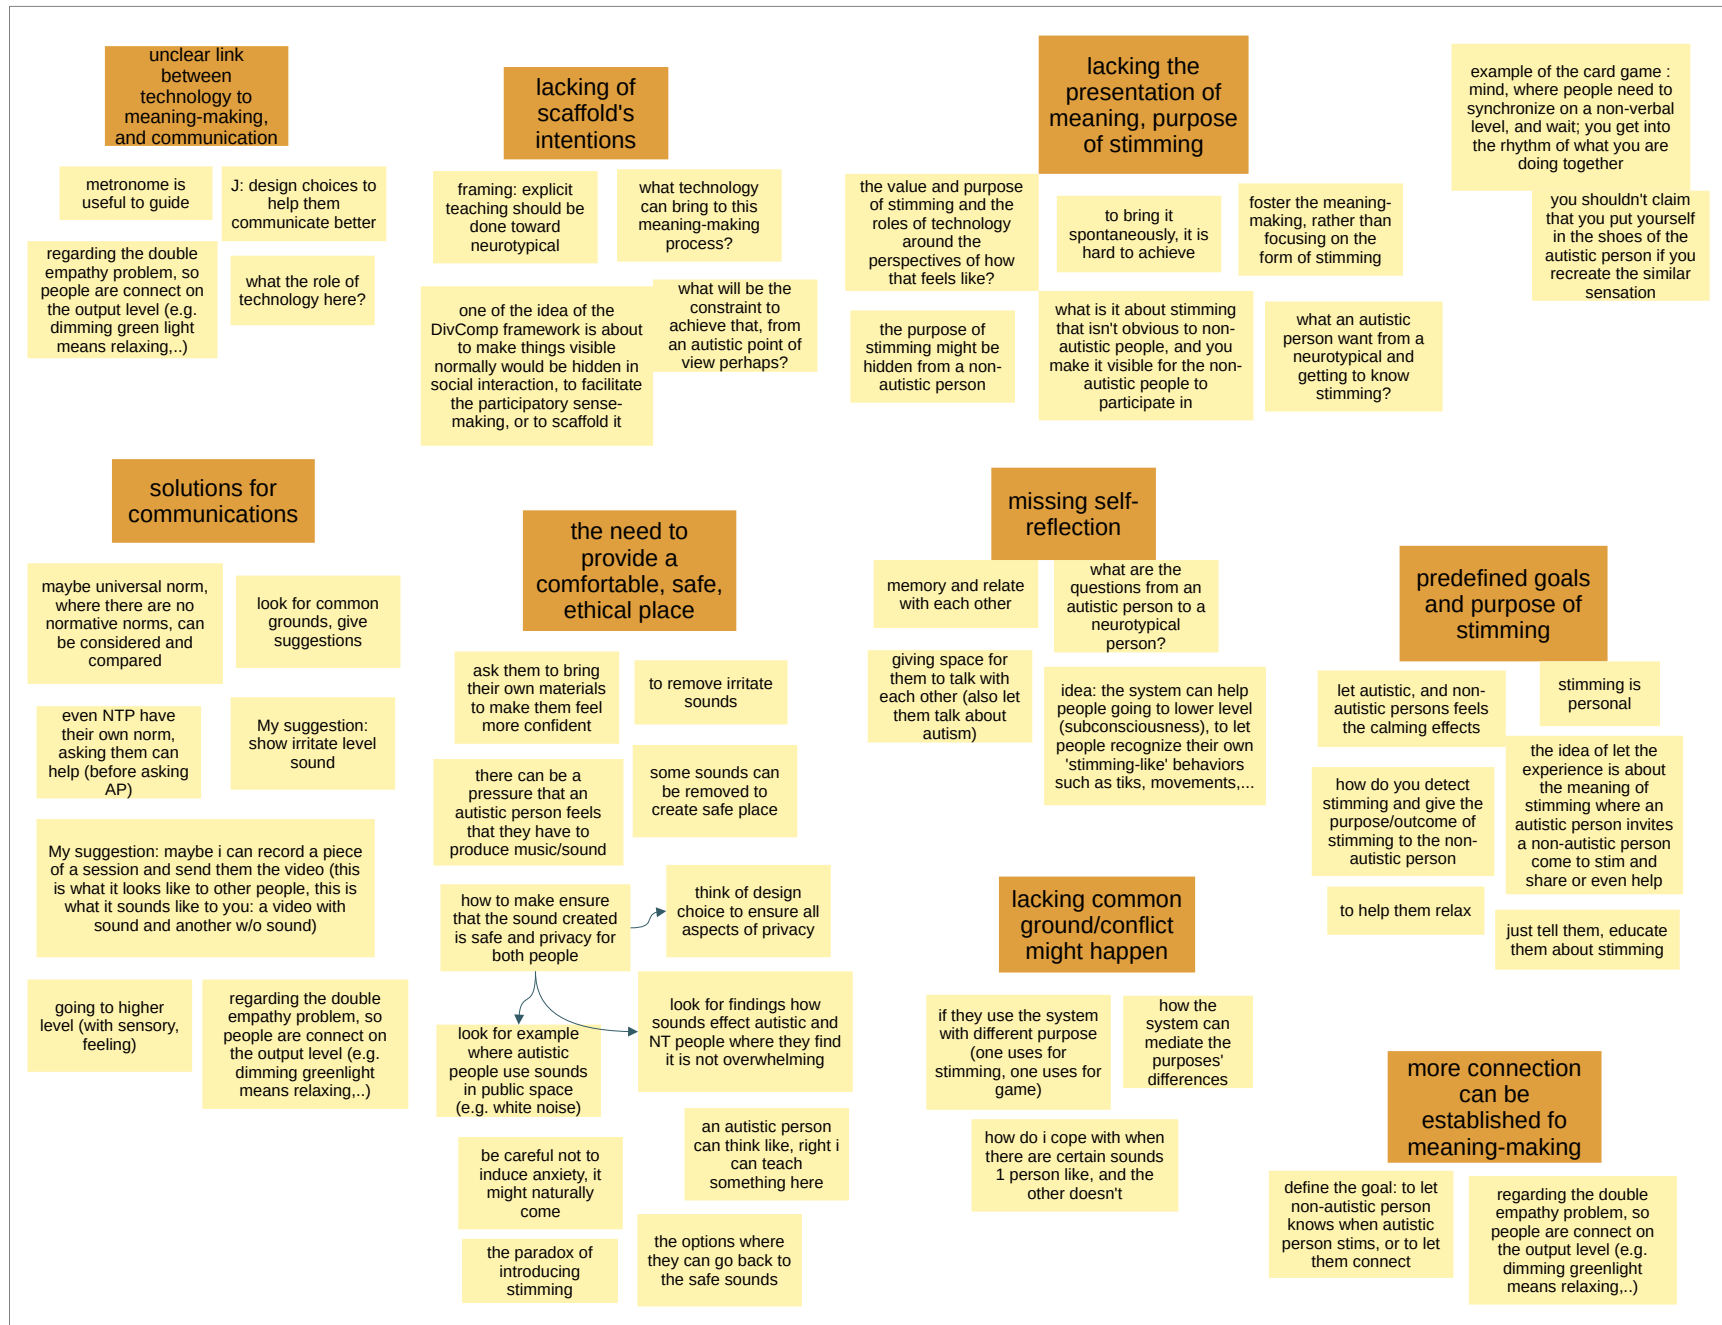 unclear link
between
technology to
meaning-making,
and communication
metronome is
useful to guide
J: design choices to
help them
communicate better
regarding the double
empathy problem, so
people are connect on
the output level (e.g.
dimming green light
means relaxing,..)
what the role of
technology here?
lacking of
scaffold's
intentions
framing: explicit
teaching should be
done toward
neurotypical
what technology
can bring to this
meaning-making
process?
one of the idea of the
DivComp framework is about
to make things visible
normally would be hidden in
social interaction, to facilitate
the participatory sense-
making, or to scaffold it
what will be the
constraint to
achieve that, from
an autistic point of
view perhaps?
lacking the
presentation of
meaning, purpose
of stimming
the value and purpose
of stimming and the
roles of technology
around the
perspectives of how
that feels like?
to bring it
spontaneously, it is
hard to achieve
foster the meaning-
making, rather than
focusing on the
form of stimming
the purpose of
stimming might be
hidden from a non-
autistic person
what is it about stimming
that isn't obvious to non-
autistic people, and you
make it visible for the non-
autistic people to
participate in
what an autistic
person want from a
neurotypical and
getting to know
stimming?
example of the card game :
mind, where people need to
synchronize on a non-verbal
level, and wait; you get into
the rhythm of what you are
doing together
you shouldn't claim
that you put yourself
in the shoes of the
autistic person if you
recreate the similar
sensation
solutions for
communications
maybe universal norm,
where there are no
normative norms, can
be considered and
compared
look for common
grounds, give
suggestions
even NTP have
their own norm,
asking them can
help (before asking
AP)
My suggestion:
show irritate level
sound
My suggestion: maybe i can record a piece
of a session and send them the video (this
is what it looks like to other people, this is
what it sounds like to you: a video with
sound and another w/o sound)
going to higher
level (with sensory,
feeling)
regarding the double
empathy problem, so
people are connect on
the output level (e.g.
dimming greenlight
means relaxing,..)
the need to
provide a
comfortable, safe,
ethical place
ask them to bring
their own materials
to make them feel
more confident
to remove irritate
sounds
there can be a
pressure that an
autistic person feels
that they have to
produce music/sound
some sounds can
be removed to
create safe place
how to make ensure
that the sound created
is safe and privacy for
both people
think of design
choice to ensure all
aspects of privacy
look for example
where autistic
people use sounds
in public space
(e.g. white noise)
look for findings how
sounds effect autistic and
NT people where they find
it is not overwhelming
an autistic person
can think like, right i
can teach
something here
be careful not to
induce anxiety, it
might naturally
come
the paradox of
introducing
stimming
the options where
they can go back to
the safe sounds
missing self-
reflection
memory and relate
with each other
what are the
questions from an
autistic person to a
neurotypical
person?
giving space for
them to talk with
each other (also let
them talk about
autism)
idea: the system can help
people going to lower level
(subconsciousness), to let
people recognize their own
'stimming-like' behaviors
such as tiks, movements,...
lacking common
ground/conflict
might happen
if they use the system
with different purpose
(one uses for
stimming, one uses for
game)
how the
system can
mediate the
purposes'
differences
how do i cope with when
there are certain sounds
1 person like, and the
other doesn't
predefined goals
and purpose of
stimming
let autistic, and non-
autistic persons feels
the calming effects
stimming is
personal
how do you detect
stimming and give the
purpose/outcome of
stimming to the non-
autistic person
the idea of let the
experience is about
the meaning of
stimming where an
autistic person invites
a non-autistic person
come to stim and
share or even help
to help them relax
just tell them, educate
them about stimming
more connection
can be
established fo
meaning-making
define the goal: to let
non-autistic person
knows when autistic
person stims, or to let
them connect
regarding the double
empathy problem, so
people are connect on
the output level (e.g.
dimming greenlight
means relaxing,..)